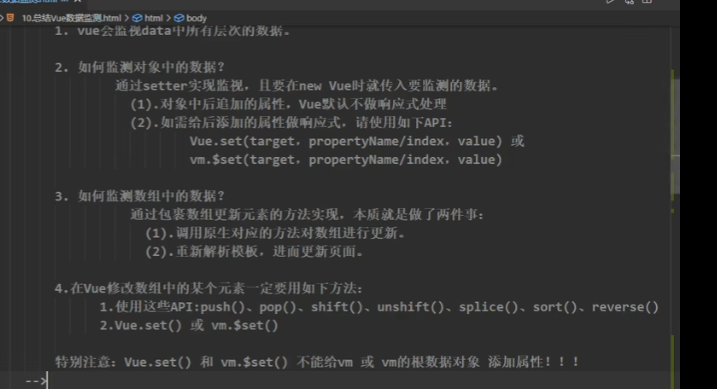 10.总结Vue数据监测.html > html > body
1. vue会监视data中所有层次的数据。
2. 如何监测对象中的数据?
通过setter实现监视，且要在new Vue时就传入要监测的数据。
(1).对象中后追加的属性，Vue默认不做响应式处理
(2).如需给后添加的属性做响应式，请使用如下API:
Vue.set(target, propertyName/index, value) 或
vm.$set(target, propertyName/index, value)
3. 如何监测数组中的数据?
通过包裹数组更新元素的方法实现，本质就是做了两件事:
(1).调用原生对应的方法对数组进行更新。
(2).重新解析模板，进而更新页面。
4.在Vue修改数组中的某个元素一定要用如下方法:
1.使用这些API:push()、pop()、shift()、unshift()、splice()、sort()、reverse()
2.Vue.set() 或 vm.$set()
特别注意: Vue.set() 和 vm.$set() 不能给vm 或 vm的根数据对象 添加属性!!!
-->